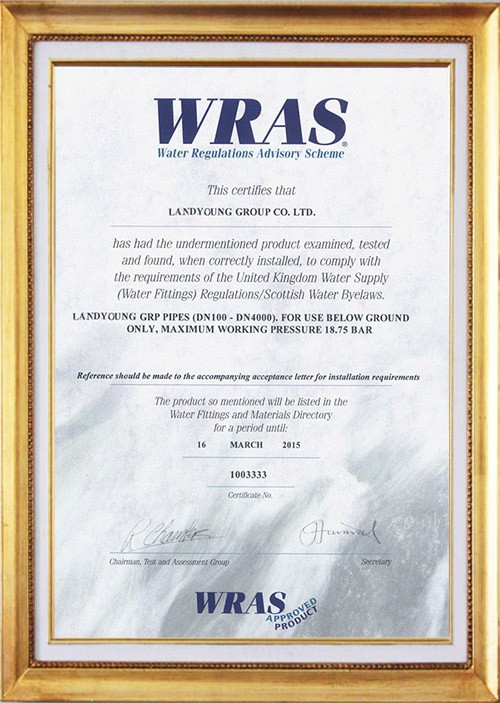 WRAS®
Water Regulations Advisory Scheme
This certifies that
LANDYOUNG GROUP CO. LTD.
has had the undermentioned product examined, tested
and found, when correctly installed, to comply with
the requirements of the United Kingdom Water Supply
(Water Fittings) Regulations/Scottish Water Byelaws.
LANDYOUNG GRP PIPES (DN100 - DN4000). FOR USE BELOW GROUND
ONLY, MAXIMUM WORKING PRESSURE 18.75 BAR
Reference should be made to the accompanying acceptance letter for installation requirements
The product so mentioned will be listed in the
Water Fittings and Materials Directory
for a period until:
16 MARCH 2015
1003333
Certificate No.
Chairman, Test and Assessment Group
Secretary
WRAS
APPROVED
PRODUCT